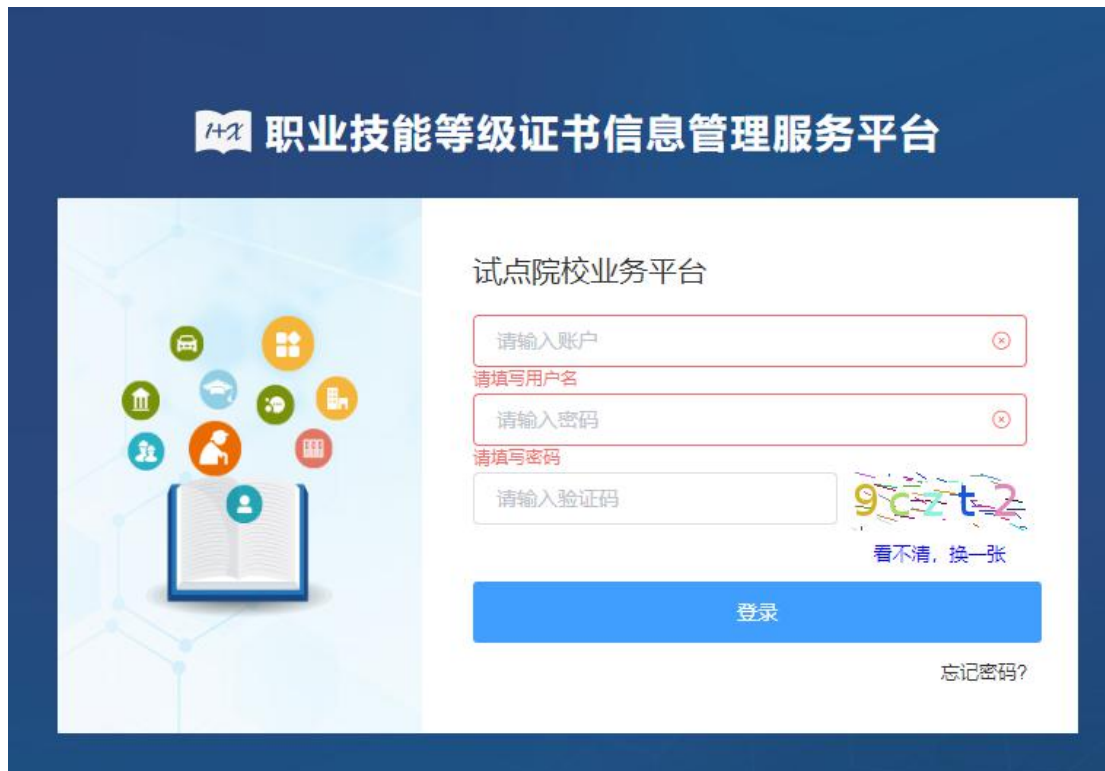 1+X 职业技能等级证书信息管理服务平台
试点院校业务平台
请输入账户
请填写用户名
请输入密码
请填写密码
请输入验证码 9czt2
看不清，换一张
登录
忘记密码?